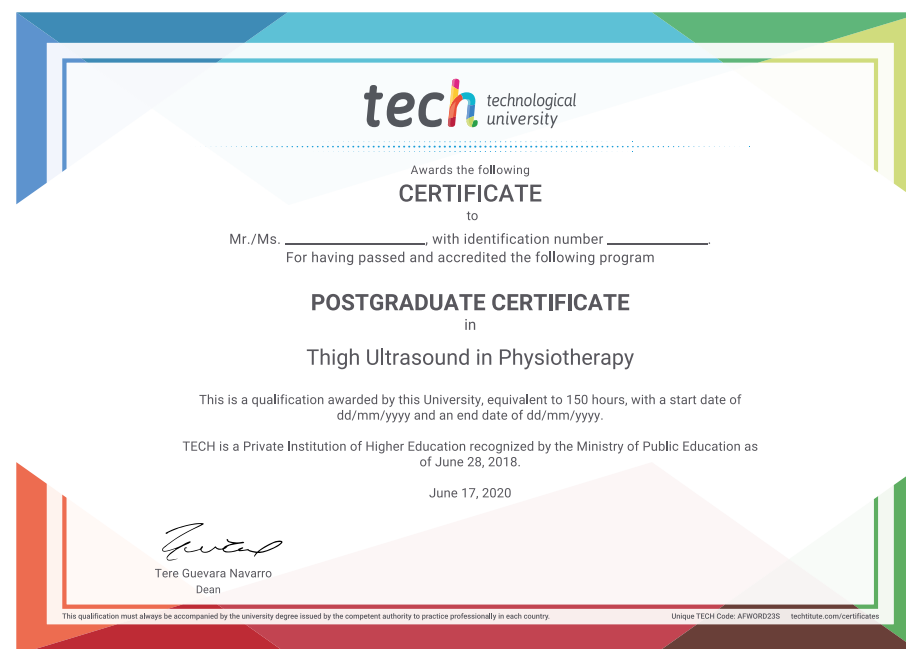 tech technological
university
Awards the following
CERTIFICATE
to
Mr./Ms. ____________________, with identification number ______________.
For having passed and accredited the following program
POSTGRADUATE CERTIFICATE
in
Thigh Ultrasound in Physiotherapy
This is a qualification awarded by this University, equivalent to 150 hours, with a start date of
dd/mm/yyyy and an end date of dd/mm/yyyy.
TECH is a Private Institution of Higher Education recognized by the Ministry of Public Education as
of June 28, 2018.
June 17, 2020
Tere Guevara Navarro
Dean
This qualification must always be accompanied by the university degree issued by the competent authority to practice professionally in each country.
Unique TECH Code: AFWORD23S techtitute.com/certificates